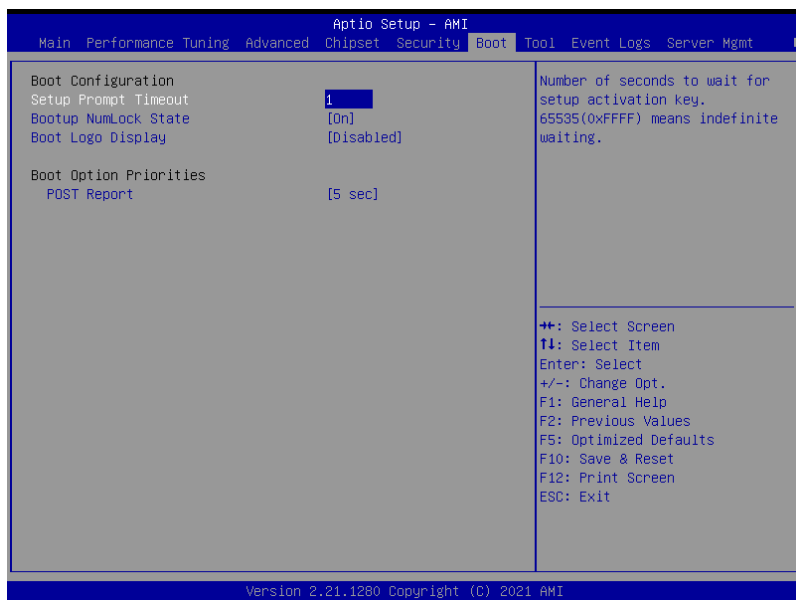 Aptio Setup - AMI
Main Performance Tuning Advanced Chipset Security Boot Tool Event Logs Server Mgmt
Boot Configuration
Setup Prompt Timeout 1
Bootup NumLock State [On]
Boot Logo Display [Disabled]
Boot Option Priorities
POST Report [5 sec]
Number of seconds to wait for
setup activation key.
65535(0xFFFF) means indefinite
waiting.
→←: Select Screen
↑↓: Select Item
Enter: Select
+/-: Change Opt.
F1: General Help
F2: Previous Values
F5: Optimized Defaults
F10: Save & Reset
F12: Print Screen
ESC: Exit
Version 2.21.1280 Copyright (C) 2021 AMI